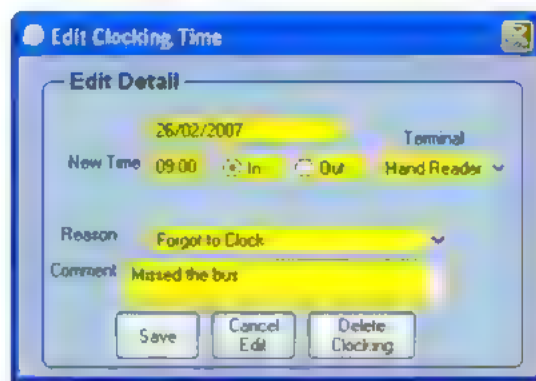 Edit Clocking Time
Edit Detail
26/02/2007
Terminal
New Time 09:00 In Out Hand Reader
Reason Forgot to Clock
Comment Missed the bus
Save Cancel Edit Delete Clocking